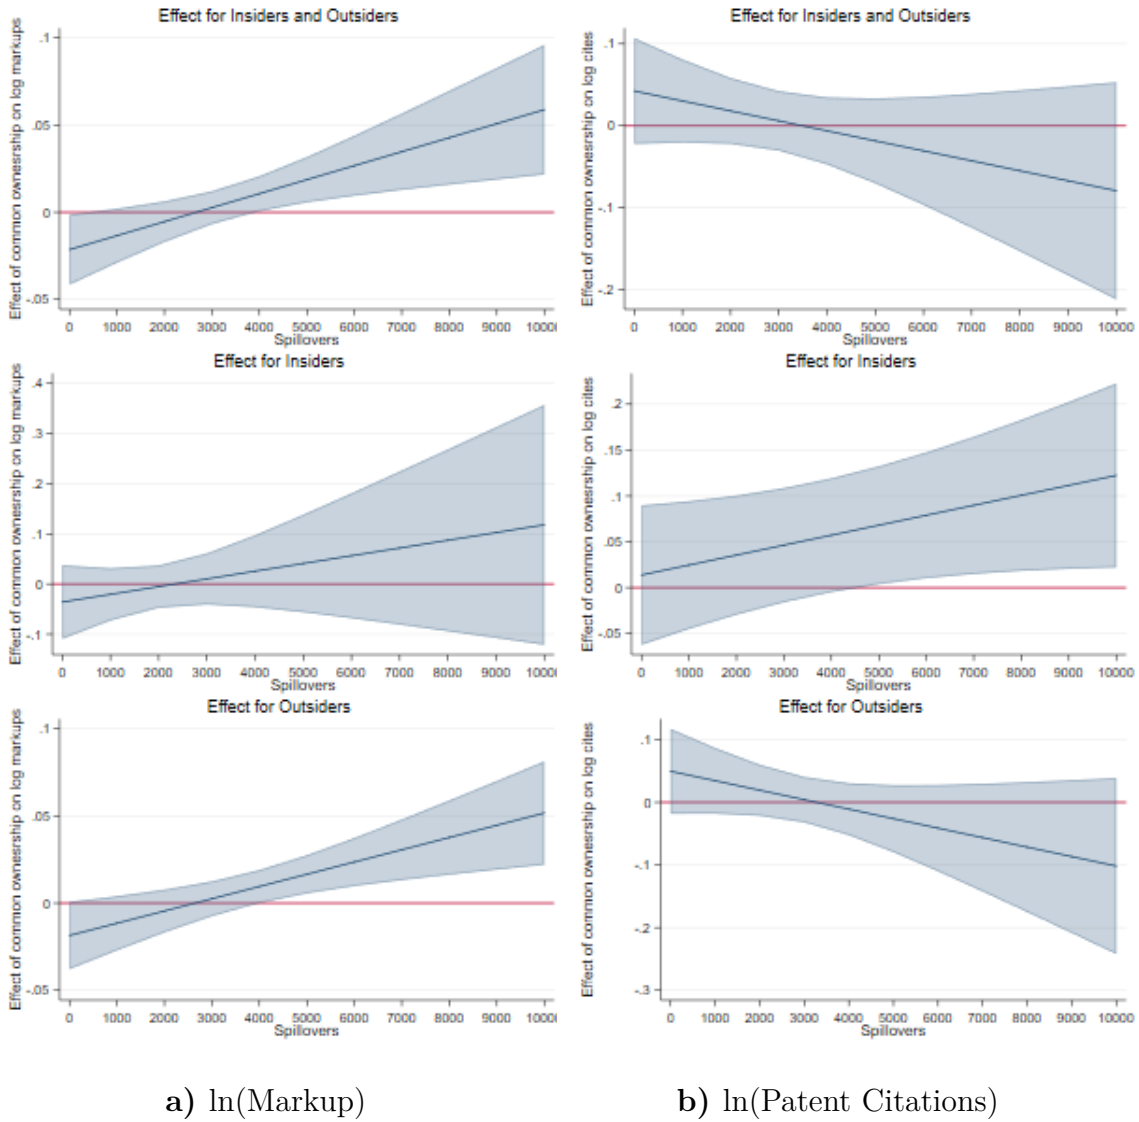 Effect for Insiders and Outsiders
Effect of common ownesrship on log markups
.1
.05
0
-.05
0 1000 2000 3000 4000 5000 6000 7000 8000 9000 10000
Spillovers
Effect for Insiders and Outsiders
Effect of common ownesrship on log cites
.1
0
-.1
-.2
0 1000 2000 3000 4000 5000 6000 7000 8000 9000 10000
Spillovers
Effect for Insiders
Effect of common ownesrship on log markups
.4
.3
.2
.1
0
-.1
0 1000 2000 3000 4000 5000 6000 7000 8000 9000 10000
Spillovers
Effect for Insiders
Effect of common ownesrship on log cites
.2
.15
.1
.05
0
-.05
0 1000 2000 3000 4000 5000 6000 7000 8000 9000 10000
Spillovers
Effect for Outsiders
Effect of common ownesrship on log markups
.1
.05
0
-.05
0 1000 2000 3000 4000 5000 6000 7000 8000 9000 10000
Spillovers
Effect for Outsiders
Effect of common ownesrship on log cites
.1
0
-.1
-.2
-.3
0 1000 2000 3000 4000 5000 6000 7000 8000 9000 10000
Spillovers
a) ln(Markup)
b) ln(Patent Citations)